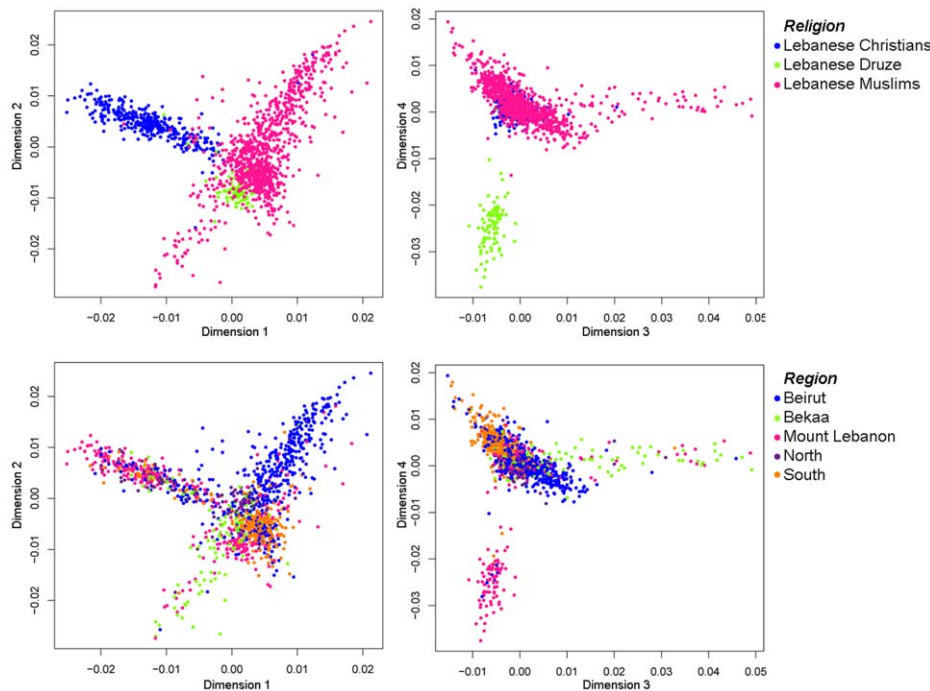 Religion
Lebanese Christians
Lebanese Druze
Lebanese Muslims
Dimension 2
0.02
0.01
0.00
−0.01
−0.02
−0.02
−0.01
0.00
0.01
0.02
Dimension 1
Dimension 4
0.02
0.01
0.00
−0.01
−0.02
−0.03
−0.01
0.00
0.01
0.02
0.03
0.04
0.05
Dimension 3
Region
Beirut
Bekaa
Mount Lebanon
North
South
Dimension 2
0.02
0.01
0.00
−0.01
−0.02
−0.02
−0.01
0.00
0.01
0.02
Dimension 1
Dimension 4
0.02
0.01
0.00
−0.01
−0.02
−0.03
−0.01
0.00
0.01
0.02
0.03
0.04
0.05
Dimension 3